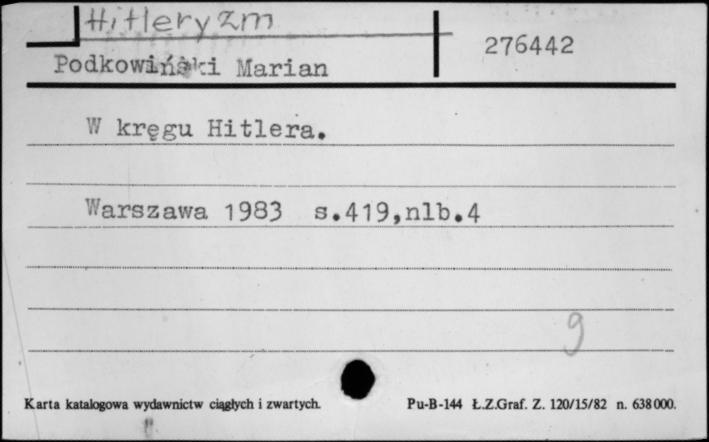 Hitleryzm
276442
Podkowiński Marian
W kręgu Hitlera.
Warszawa 1983 s.419,nlb.4
9
Karta katalogowa wydawnictw ciągłych i zwartych. Pu-B-144 Ł.Z.Graf. Z. 120/15/82 n. 638000.